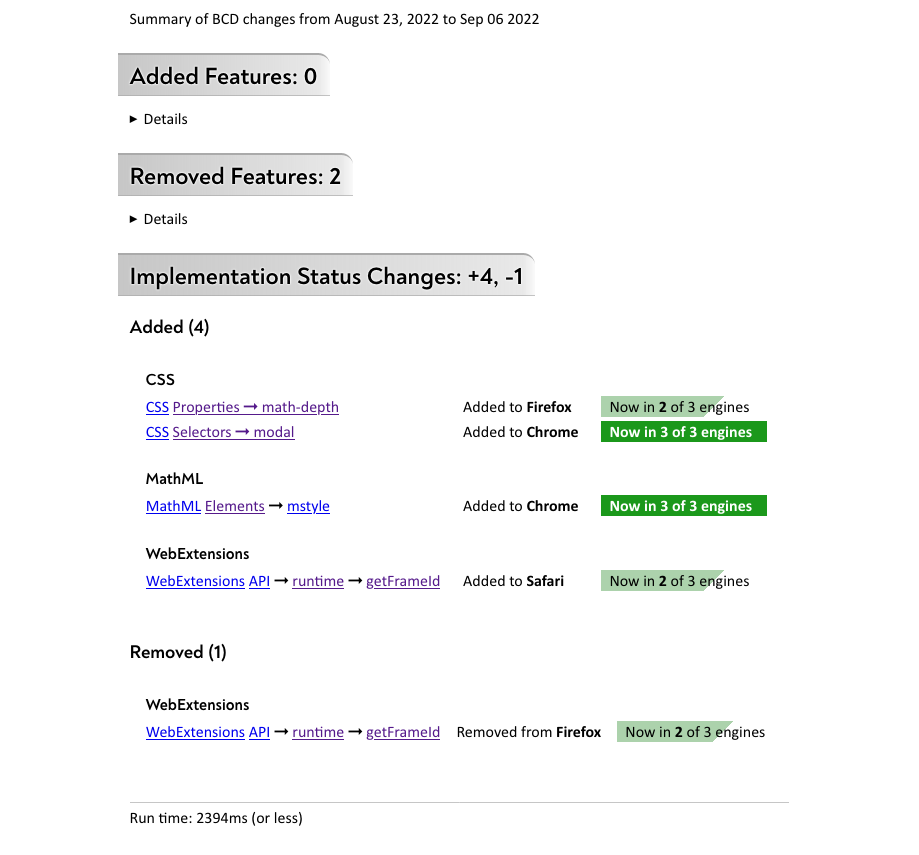 Summary of BCD changes from August 23, 2022 to Sep 06 2022
Added Features: 0
► Details
Removed Features: 2
► Details
Implementation Status Changes: +4, -1
Added (4)
CSS
CSS Properties → math-depth Added to Firefox Now in 2 of 3 engines
CSS Selectors → modal Added to Chrome Now in 3 of 3 engines
MathML
MathML Elements → mstyle Added to Chrome Now in 3 of 3 engines
WebExtensions
WebExtensions API → runtime → getFrameId Added to Safari Now in 2 of 3 engines
Removed (1)
WebExtensions
WebExtensions API → runtime → getFrameId Removed from Firefox Now in 2 of 3 engines
Run time: 2394ms (or less)